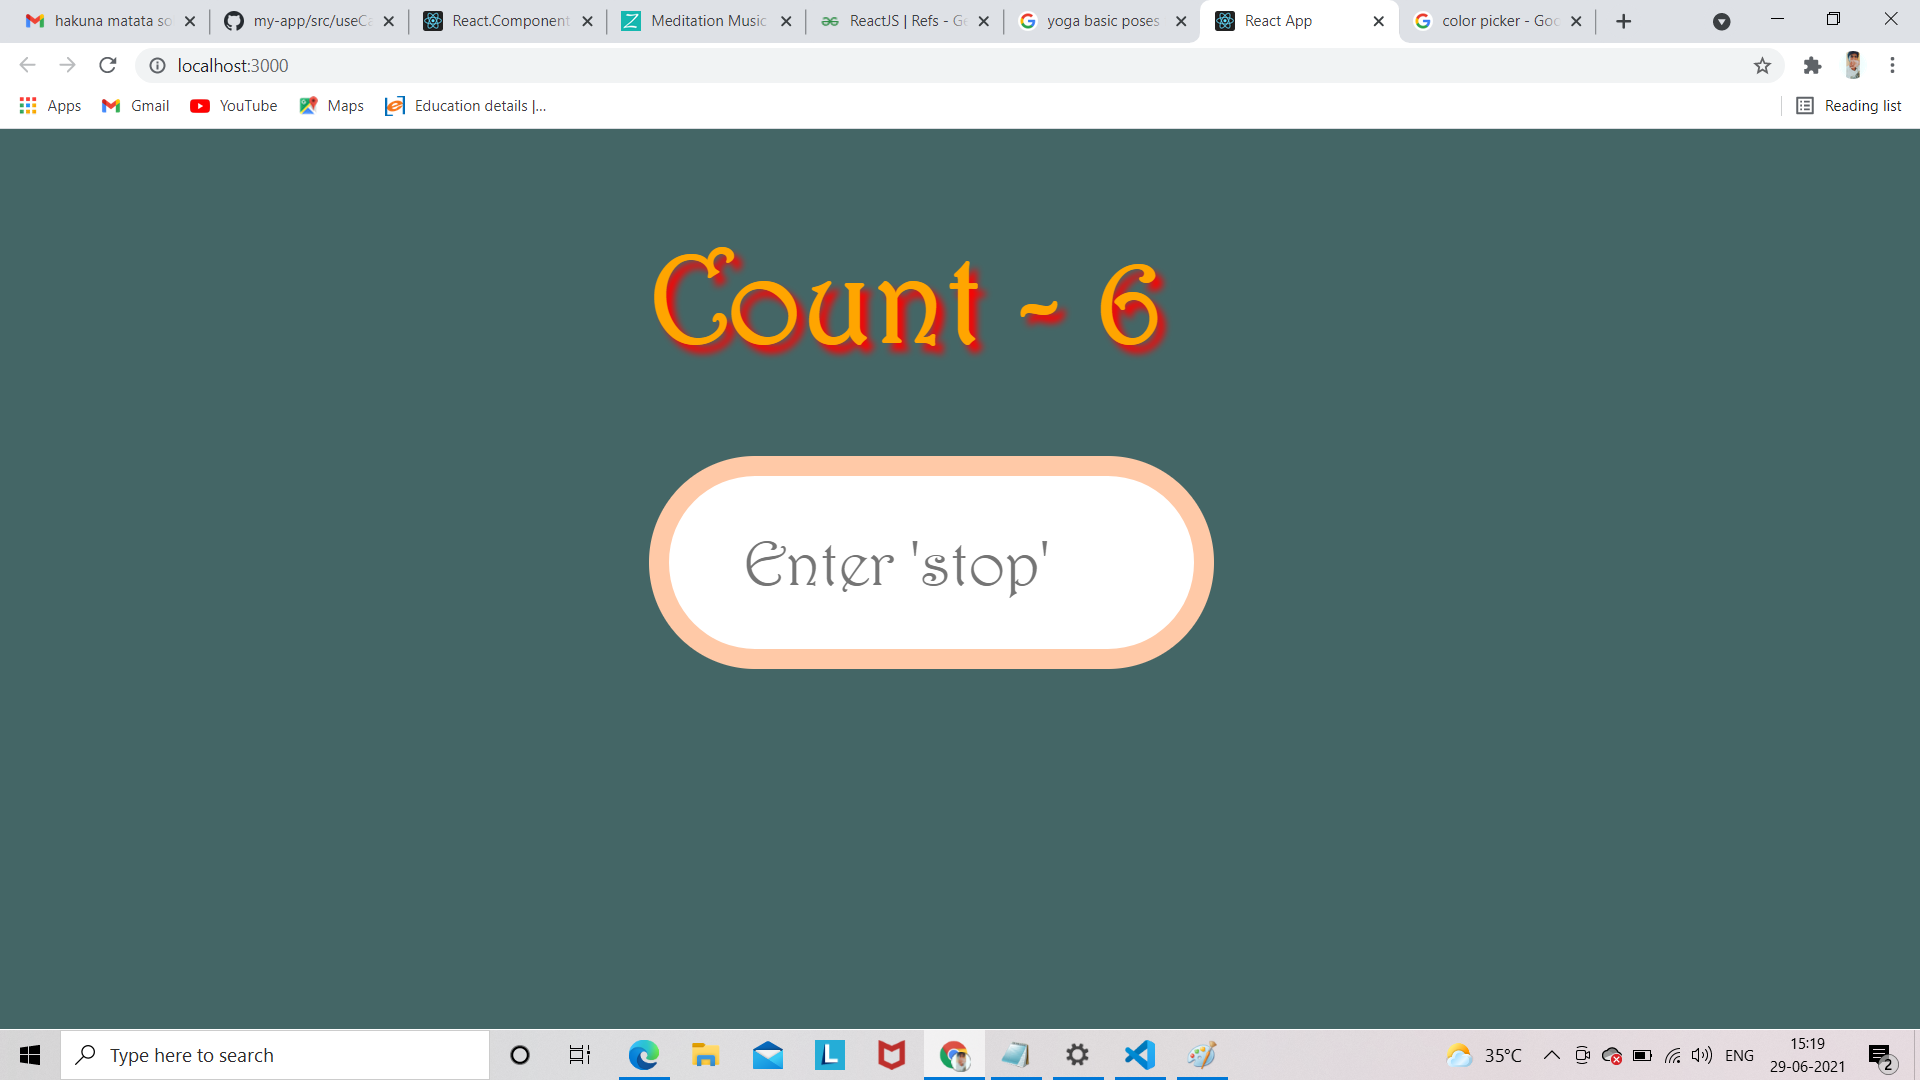 hakuna matata so
my-app/src/useCa
React.Component
Meditation Music
ReactJS | Refs - Ge
yoga basic poses
React App
color picker - Goo
localhost:3000
Apps
Gmail
YouTube
Maps
Education details |...
Reading list
Count - 6
Enter 'stop'
Type here to search
L
35°C
ENG
15:19
29-06-2021
2